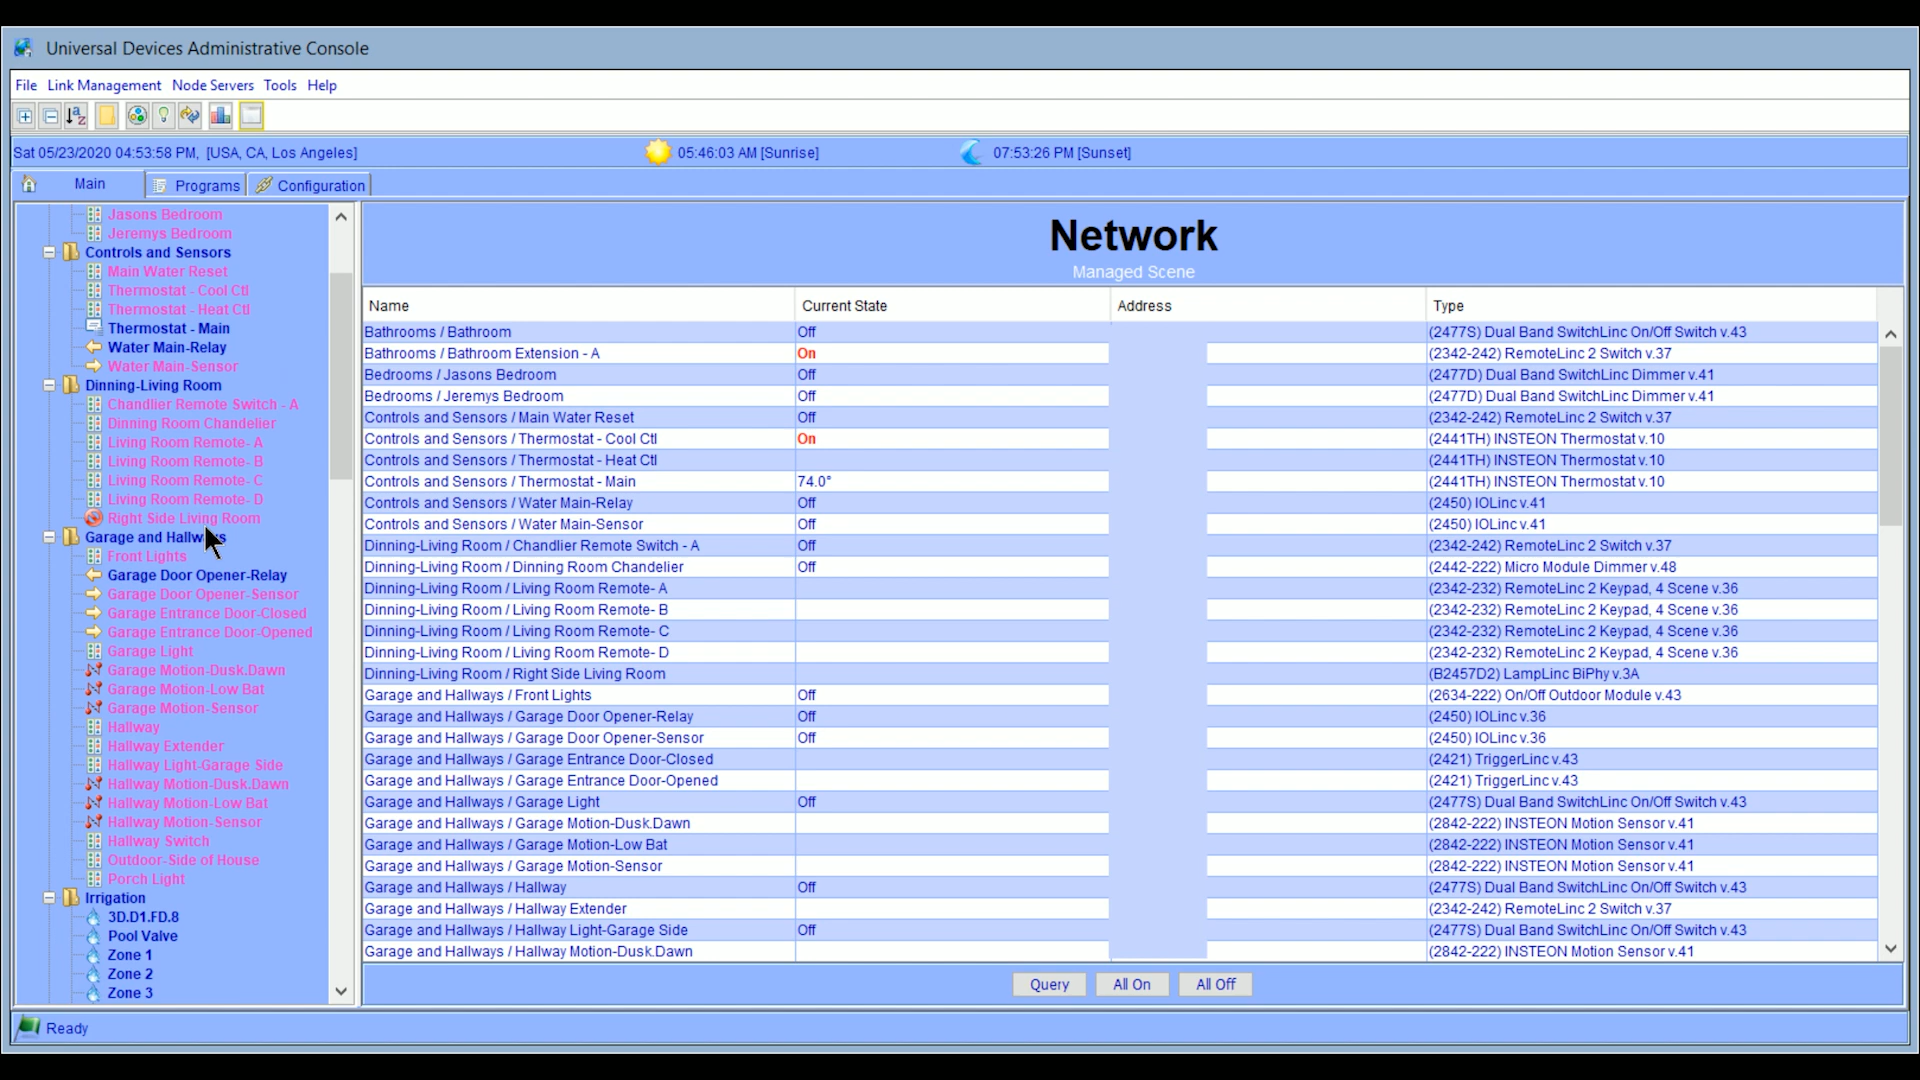 Universal Devices Administrative Console
File Link Management Node Servers Tools Help
Sat 05/23/2020 04:53:58 PM, [USA, CA, Los Angeles] 05:46:03 AM [Sunrise] 07:53:26 PM [Sunset]
Main Programs Configuration
Jasons Bedroom
Jeremys Bedroom
Controls and Sensors
Main Water Reset
Thermostat - Cool Ctl
Thermostat - Heat Ctl
Thermostat - Main
Water Main-Relay
Water Main-Sensor
Dinning-Living Room
Chandlier Remote Switch - A
Dinning Room Chandelier
Living Room Remote- A
Living Room Remote- B
Living Room Remote- C
Living Room Remote- D
Right Side Living Room
Garage and Hallways
Front Lights
Garage Door Opener-Relay
Garage Door Opener-Sensor
Garage Entrance Door-Closed
Garage Entrance Door-Opened
Garage Light
Garage Motion-Dusk.Dawn
Garage Motion-Low Bat
Garage Motion-Sensor
Hallway
Hallway Extender
Hallway Light-Garage Side
Hallway Motion-Dusk.Dawn
Hallway Motion-Low Bat
Hallway Motion-Sensor
Hallway Switch
Outdoor-Side of House
Porch Light
Irrigation
3D.D1.FD.8
Pool Valve
Zone 1
Zone 2
Zone 3
Network
Managed Scene
Name Current State Address Type
Bathrooms / Bathroom Off (2477S) Dual Band SwitchLinc On/Off Switch v.43
Bathrooms / Bathroom Extension - A On (2342-242) RemoteLinc 2 Switch v.37
Bedrooms / Jasons Bedroom Off (2477D) Dual Band SwitchLinc Dimmer v.41
Bedrooms / Jeremys Bedroom Off (2477D) Dual Band SwitchLinc Dimmer v.41
Controls and Sensors / Main Water Reset Off (2342-242) RemoteLinc 2 Switch v.37
Controls and Sensors / Thermostat - Cool Ctl On (2441TH) INSTEON Thermostat v.10
Controls and Sensors / Thermostat - Heat Ctl (2441TH) INSTEON Thermostat v.10
Controls and Sensors / Thermostat - Main 74.0° (2441TH) INSTEON Thermostat v.10
Controls and Sensors / Water Main-Relay Off (2450) IOLinc v.41
Controls and Sensors / Water Main-Sensor Off (2450) IOLinc v.41
Dinning-Living Room / Chandlier Remote Switch - A Off (2342-242) RemoteLinc 2 Switch v.37
Dinning-Living Room / Dinning Room Chandelier Off (2442-222) Micro Module Dimmer v.48
Dinning-Living Room / Living Room Remote- A (2342-232) RemoteLinc 2 Keypad, 4 Scene v.36
Dinning-Living Room / Living Room Remote- B (2342-232) RemoteLinc 2 Keypad, 4 Scene v.36
Dinning-Living Room / Living Room Remote- C (2342-232) RemoteLinc 2 Keypad, 4 Scene v.36
Dinning-Living Room / Living Room Remote- D (2342-232) RemoteLinc 2 Keypad, 4 Scene v.36
Dinning-Living Room / Right Side Living Room (B2457D2) LampLinc BiPhy v.3A
Garage and Hallways / Front Lights Off (2634-222) On/Off Outdoor Module v.43
Garage and Hallways / Garage Door Opener-Relay Off (2450) IOLinc v.36
Garage and Hallways / Garage Door Opener-Sensor Off (2450) IOLinc v.36
Garage and Hallways / Garage Entrance Door-Closed (2421) TriggerLinc v.43
Garage and Hallways / Garage Entrance Door-Opened (2421) TriggerLinc v.43
Garage and Hallways / Garage Light Off (2477S) Dual Band SwitchLinc On/Off Switch v.43
Garage and Hallways / Garage Motion-Dusk.Dawn (2842-222) INSTEON Motion Sensor v.41
Garage and Hallways / Garage Motion-Low Bat (2842-222) INSTEON Motion Sensor v.41
Garage and Hallways / Garage Motion-Sensor (2842-222) INSTEON Motion Sensor v.41
Garage and Hallways / Hallway Off (2477S) Dual Band SwitchLinc On/Off Switch v.43
Garage and Hallways / Hallway Extender (2342-242) RemoteLinc 2 Switch v.37
Garage and Hallways / Hallway Light-Garage Side Off (2477S) Dual Band SwitchLinc On/Off Switch v.43
Garage and Hallways / Hallway Motion-Dusk.Dawn (2842-222) INSTEON Motion Sensor v.41
Query All On All Off
Ready